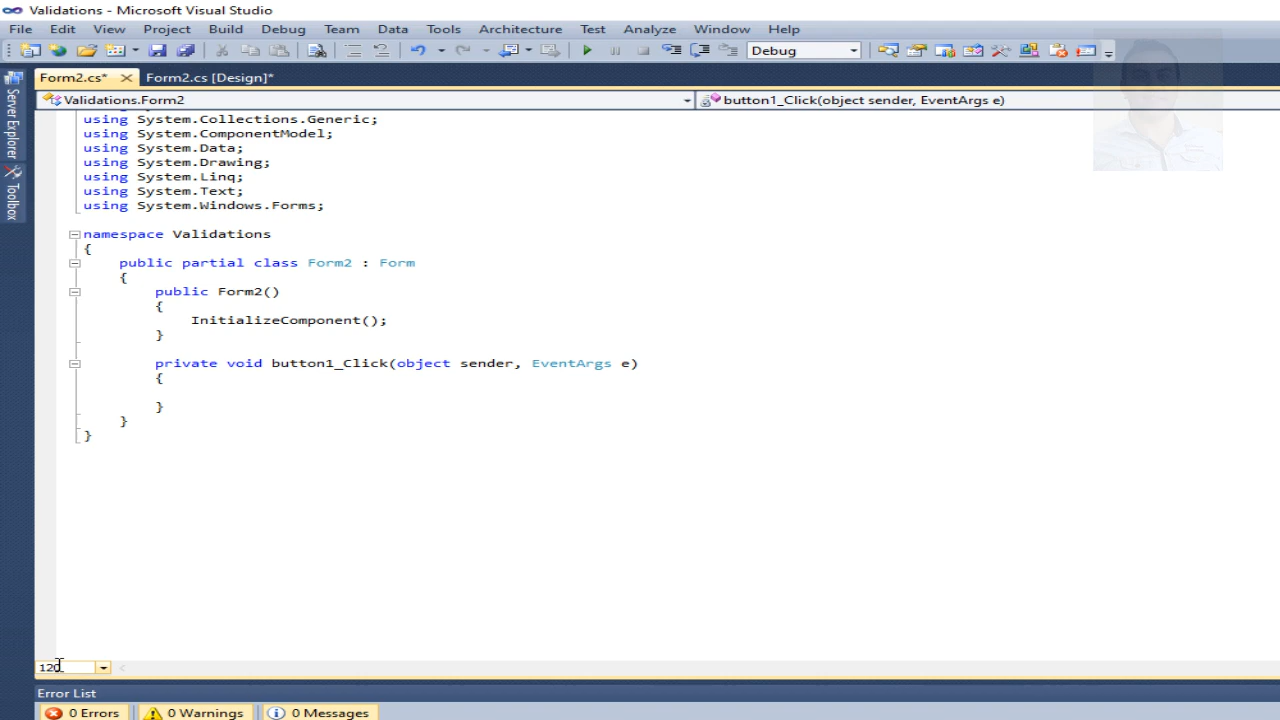 Validations - Microsoft Visual Studio
File Edit View Project Build Debug Team Data Tools Architecture Test Analyze Window Help
Debug
Form2.cs* Form2.cs [Design]*
Validations.Form2 button1_Click(object sender, EventArgs e)
Server Explorer
Toolbox
using System.Collections.Generic;
using System.ComponentModel;
using System.Data;
using System.Drawing;
using System.Linq;
using System.Text;
using System.Windows.Forms;
namespace Validations
{
public partial class Form2 : Form
{
public Form2()
{
InitializeComponent();
}
private void button1_Click(object sender, EventArgs e)
{
}
}
}
120
Error List
0 Errors 0 Warnings 0 Messages